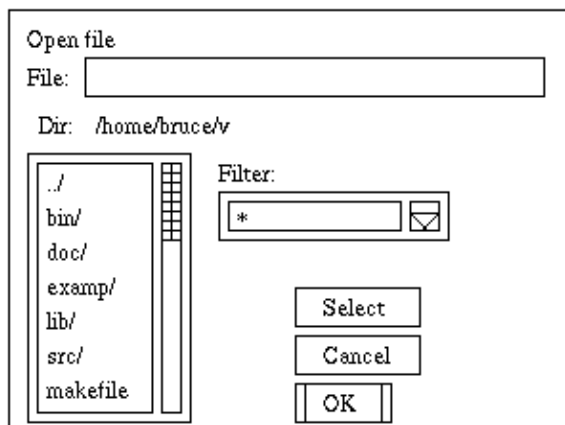 Open file
File:
Dir: /home/bruce/v
../
bin/
doc/
examp/
lib/
src/
makefile
Filter:
*
Select
Cancel
OK